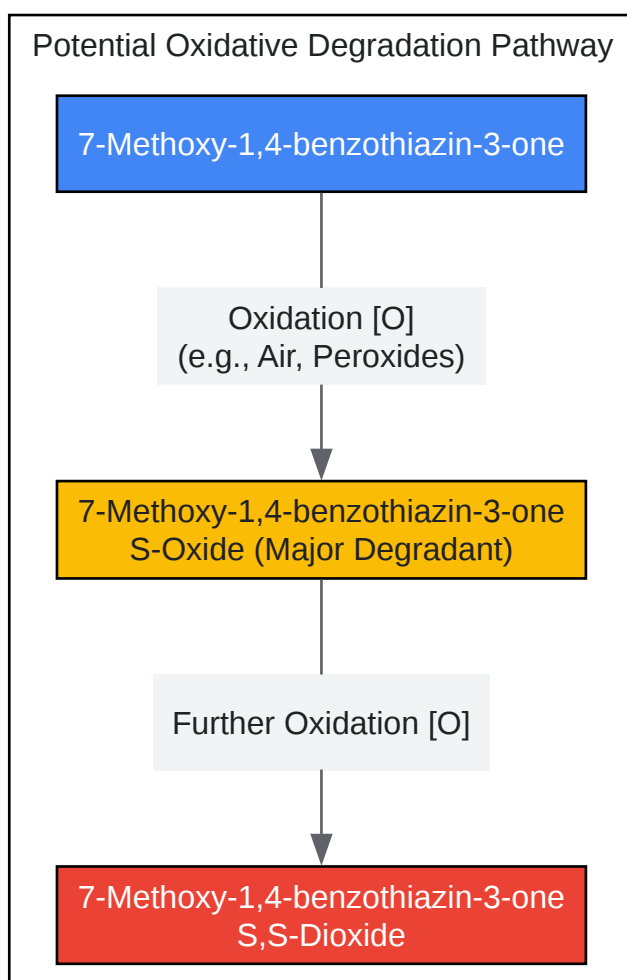 Potential Oxidative Degradation Pathway
7-Methoxy-1,4-benzothiazin-3-one
Oxidation [O]
(e.g., Air, Peroxides)
7-Methoxy-1,4-benzothiazin-3-one
S-Oxide (Major Degradant)
Further Oxidation [O]
7-Methoxy-1,4-benzothiazin-3-one
S,S-Dioxide